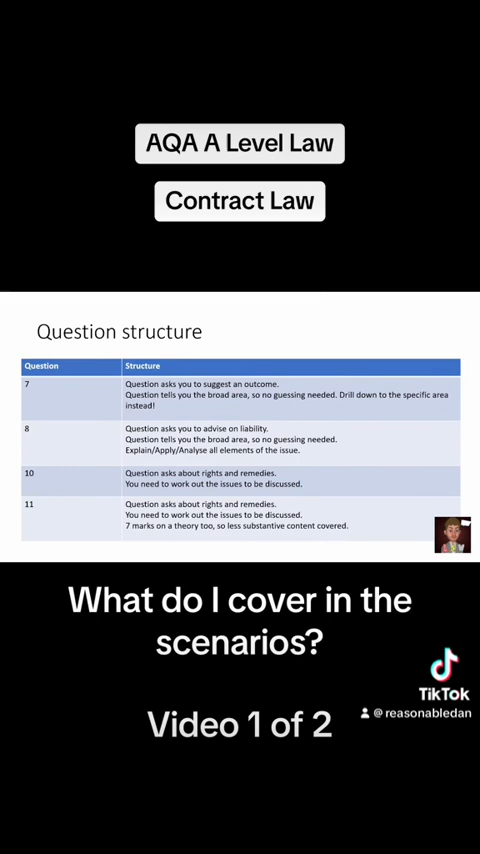 AQA A Level Law
Contract Law
Question structure
Question
Structure
7
Question asks you to suggest an outcome.
Question tells you the broad area, so no guessing needed. Drill down to the specific area
instead!
8
Question asks you to advise on liability.
Question tells you the broad area, so no guessing needed.
Explain/Apply/Analyse all elements of the issue.
10
Question asks about rights and remedies.
You need to work out the issues to be discussed.
11
Question asks about rights and remedies.
You need to work out the issues to be discussed.
7 marks on a theory too, so less substantive content covered.
What do I cover in the
scenarios?
TikTok
@reasonabledan
Video 1 of 2